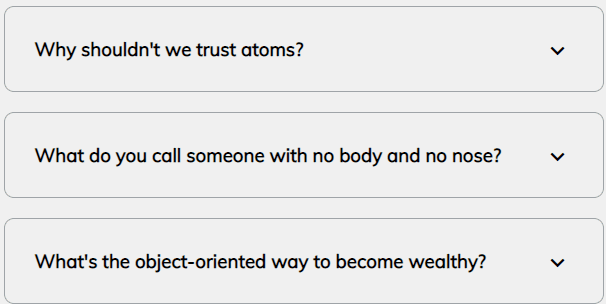 Why shouldn't we trust atoms?
What do you call someone with no body and no nose?
What's the object-oriented way to become wealthy?